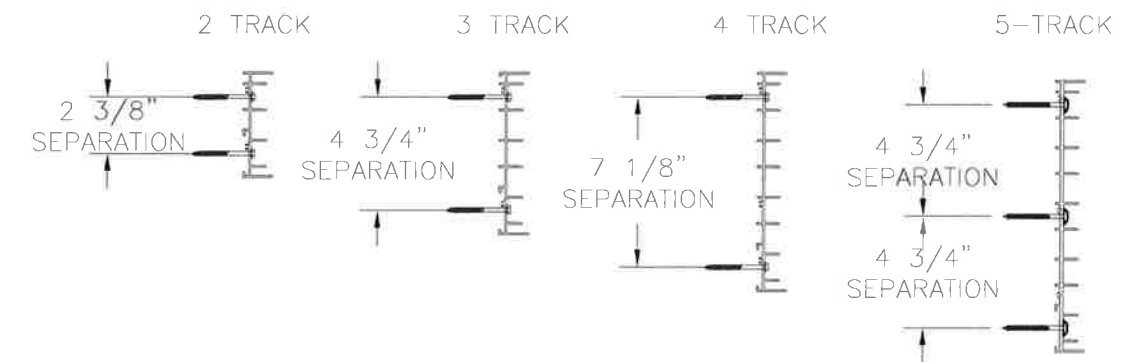 2 TRACK
3 TRACK
4 TRACK
5-TRACK
2 3/8"
SEPARATION
4 3/4"
SEPARATION
7 1/8"
SEPARATION
4 3/4"
SEPARATION
4 3/4"
SEPARATION